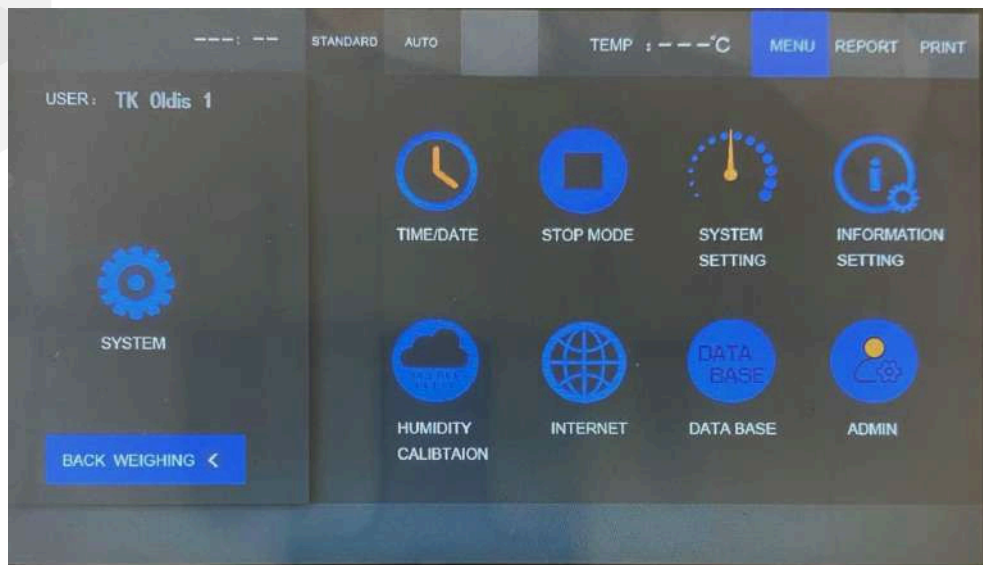 ---: -- STANDARD AUTO TEMP : ---°C MENU REPORT PRINT
USER: TK Oldis 1
TIME/DATE STOP MODE SYSTEM SETTING INFORMATION SETTING
SYSTEM
DATA BASE
HUMIDITY CALIBTAION INTERNET DATA BASE ADMIN
BACK WEIGHING <